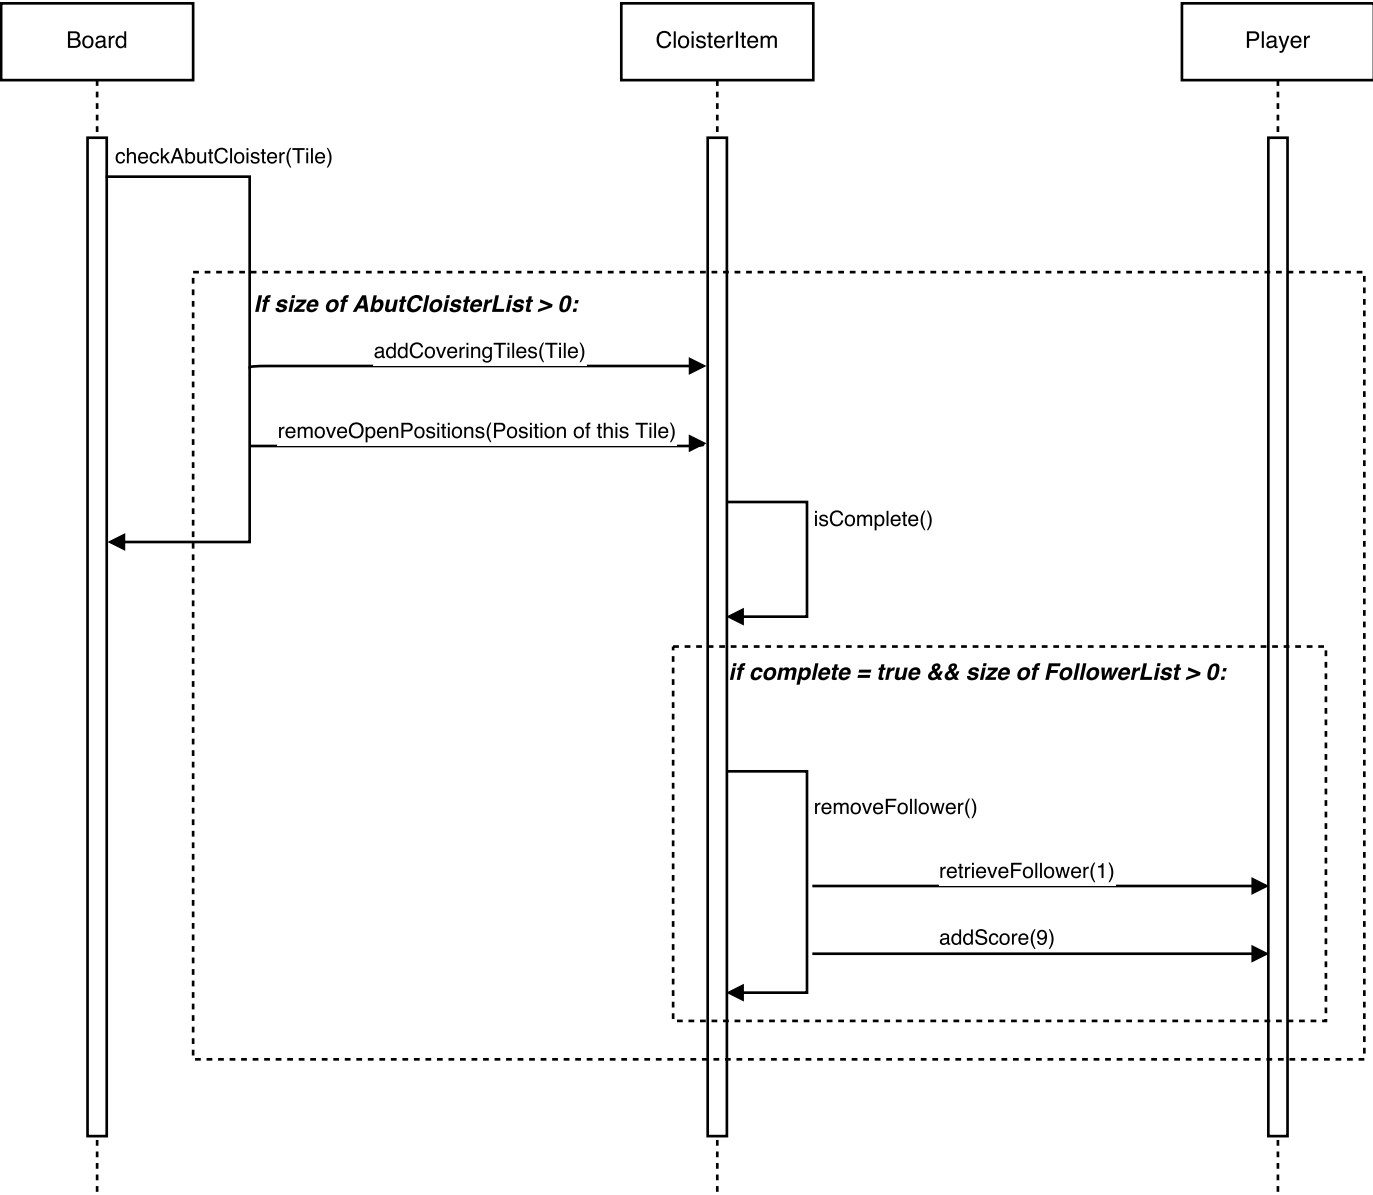 Board
CloisterItem
Player
checkAbutCloister(Tile)
If size of AbutCloisterList > 0:
addCoveringTiles(Tile)
removeOpenPositions(Position of this Tile)
isComplete()
if complete = true && size of FollowerList > 0:
removeFollower()
retrieveFollower(1)
addScore(9)